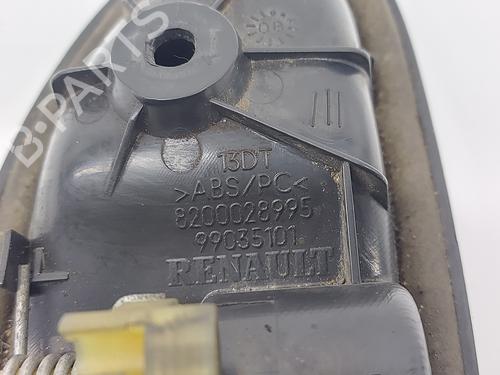 B-PARTS
13DT
>ABS/PC<
8200028995
99035101
RENAULT